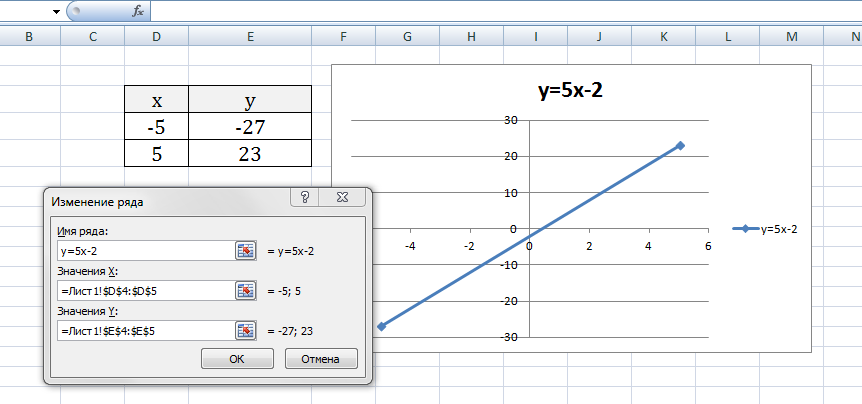 fx
B C D E F G H I J K L M N
x y
-5 -27
5 23
y=5x-2
30
20
10
0
-10
-20
-30
-4 -2 0 2 4 6
y=5x-2
Изменение ряда
?
Имя ряда:
y=5x-2 = y=5x-2
Значения X:
=Лист1!$D$4:$D$5 = -5; 5
Значения Y:
=Лист1!$E$4:$E$5 = -27; 23
ОК Отмена